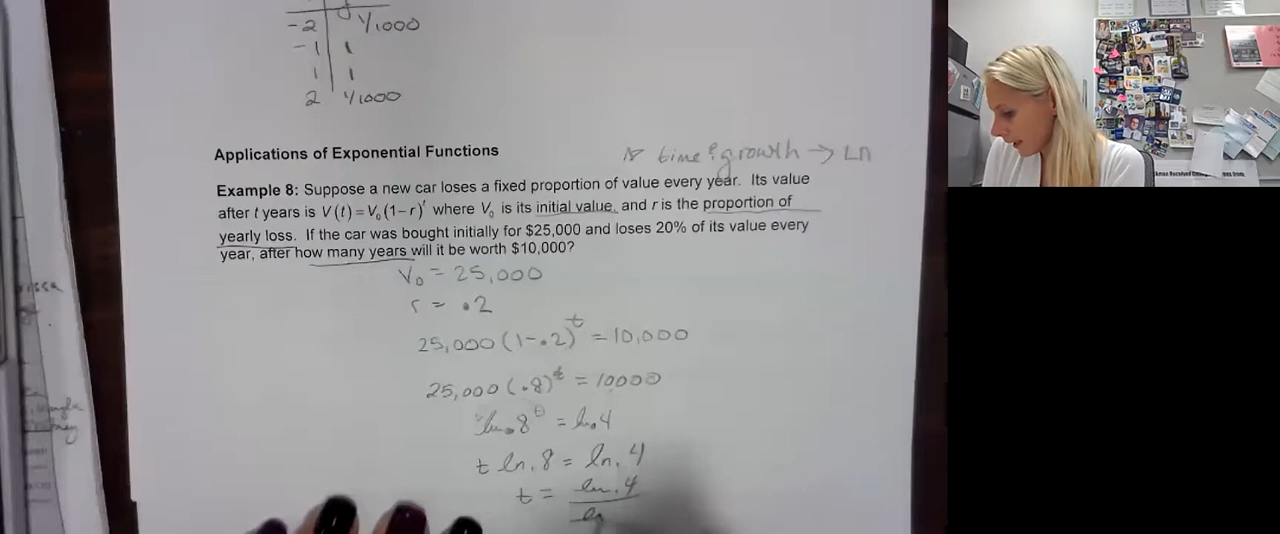 -2 1/1000
-1 1
1 1
2 1/1000
Applications of Exponential Functions
time & growth → Ln
Example 8: Suppose a new car loses a fixed proportion of value every year. Its value
after t years is V(t)=V₀(1−r)ᵗ where V₀ is its initial value, and r is the proportion of
yearly loss. If the car was bought initially for $25,000 and loses 20% of its value every
year, after how many years will it be worth $10,000?
V₀ = 25,000
r = .2
25,000(1-.2)ᵗ = 10,000
25,000(.8)ᵗ = 10000
ln .8ᵗ = ln .4
t ln .8 = ln .4
t = ln .4
ln